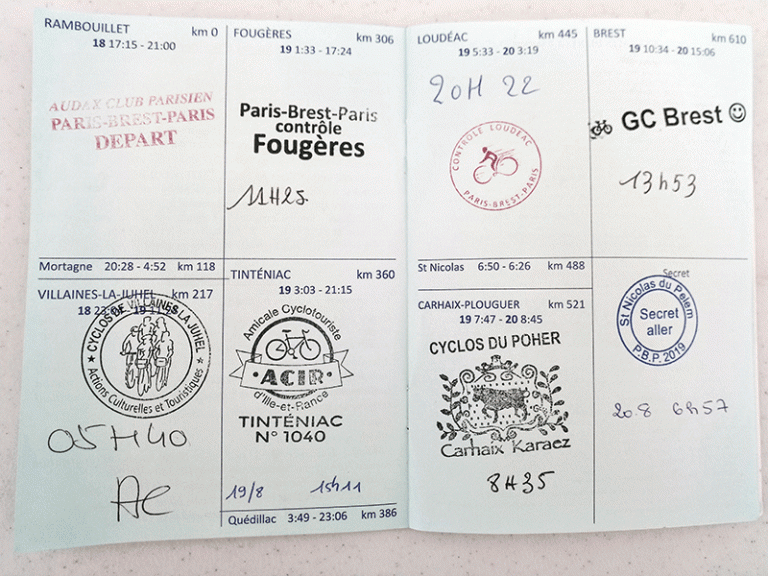 RAMBOUILLET km 0
18 17:15 - 21:00
AUDAX CLUB PARISIEN
PARIS-BREST-PARIS
DEPART
Mortagne 20:28 - 4:52 km 118
VILLAINES-LA-JUHEL km 217
CYCLOS DE VILLAINES LA JUHEL
Actions Culturelles et Touristiques
05H40
AC
FOUGÈRES km 306
19 1:33 - 17:24
Paris-Brest-Paris
contrôle
Fougères
11H25
TINTÉNIAC km 360
19 3:03 - 21:15
Amicale Cyclotouriste
ACIR
d'Ille-et-Rance
TINTÉNIAC
N° 1040
19/8 15h11
Quédillac 3:49 - 23:06 km 386
LOUDÉAC km 445
19 5:33 - 20 3:19
20H 22
CONTROLE LOUDÉAC
PARIS-BREST-PARIS
St Nicolas 6:50 - 6:26 km 488
CARHAIX-PLOUGUER km 521
19 7:47 - 20 8:45
CYCLOS DU POHER
Carhaix Karaez
8H35
BREST km 610
19 10:34 - 20 15:06
GC Brest
13h53
Secret
St Nicolas du Pelem
Secret
aller
P.B.P. 2019
20.8 6h57